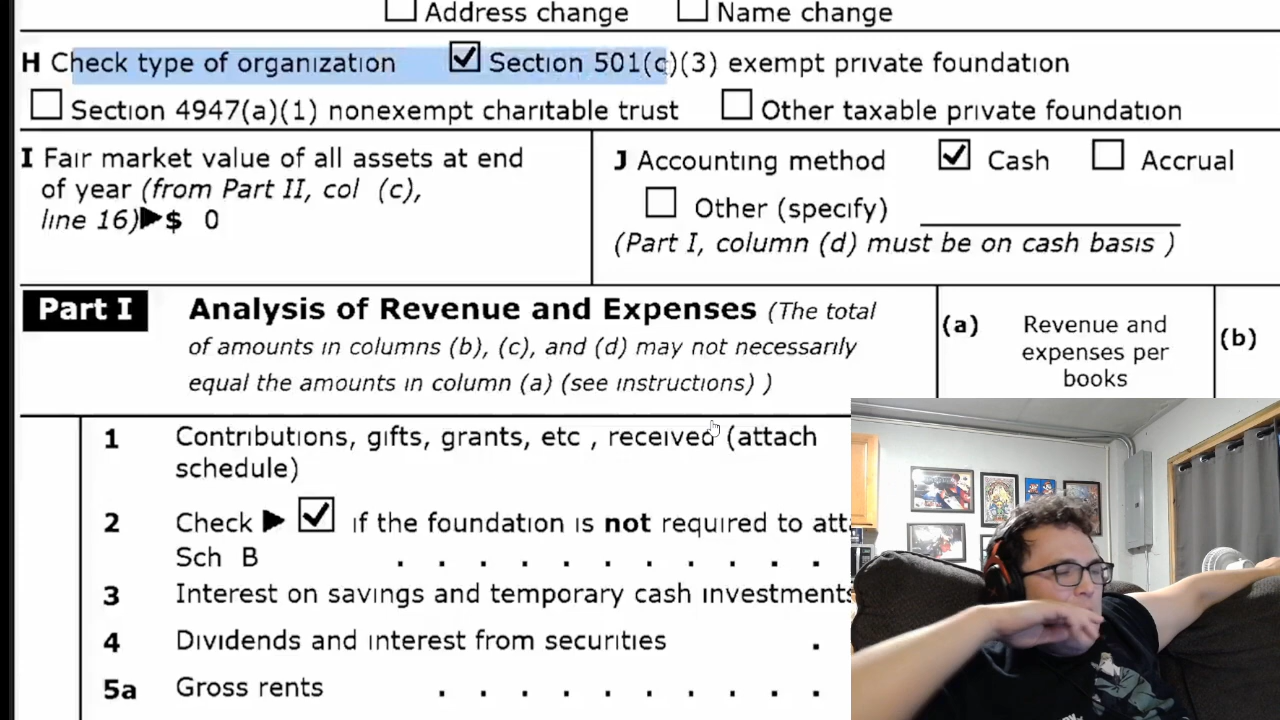 Address change Name change
H Check type of organization Section 501(c)(3) exempt private foundation
Section 4947(a)(1) nonexempt charitable trust Other taxable private foundation
I Fair market value of all assets at end
of year (from Part II, col (c),
line 16)▶$ 0
J Accounting method Cash Accrual
Other (specify)
(Part I, column (d) must be on cash basis )
Part I Analysis of Revenue and Expenses (The total
of amounts in columns (b), (c), and (d) may not necessarily
equal the amounts in column (a) (see instructions) )
(a) Revenue and
expenses per
books
(b)
1 Contributions, gifts, grants, etc , received (attach
schedule)
2 Check ▶ if the foundation is not required to att
Sch B . . . . . . . . . . .
3 Interest on savings and temporary cash investments
4 Dividends and interest from securities .
5a Gross rents . . . . . . . . . .